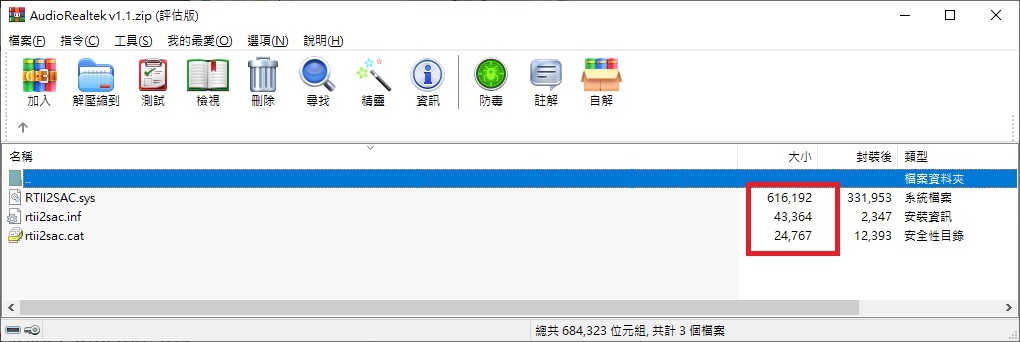 AudioRealtek v1.1.zip (評估版)
檔案(F) 指令(C) 工具(S) 我的最愛(O) 選項(N) 說明(H)
加入 解壓縮到 測試 檢視 刪除 尋找 精靈 資訊 防毒 註解 自解
名稱 大小 封裝後 類型
.. 檔案資料夾
RTII2SAC.sys 616,192 331,953 系統檔案
rtii2sac.inf 43,364 2,347 安裝資訊
rtii2sac.cat 24,767 12,393 安全性目錄
總共 684,323 位元組, 共計 3 個檔案